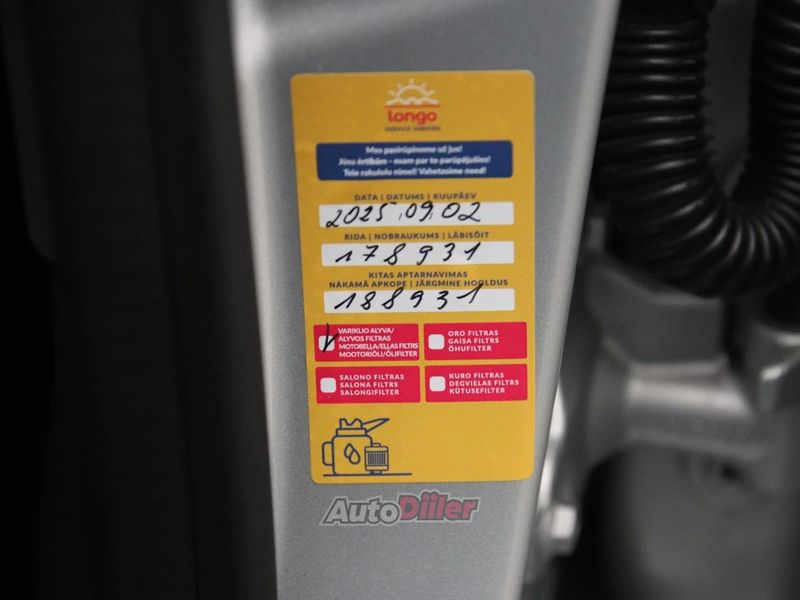 longo
Mes pasirūpinome už jus!
Jūsu ērtībām - esam par to parūpējušies!
Teie rahulolu nimel! Vahetasime need!
DATA | DATUMS | KUUPÄEV
2025.09.02
RIDA | NOBRAUKUMS | LÄBISÕIT
178931
KITAS APTARNAVIMAS
NĀKAMĀ APKOPE | JÄRGMINE HOOLDUS
188931
VARIKLIO ALYVA/
ALYVOS FILTRAS
MOTOREĻĻA/EĻĻAS FILTRS
MOOTORIÕLI/ÕLIFILTER
ORO FILTRAS
GAISA FILTRS
ÕHUFILTER
SALONO FILTRAS
SALONA FILTRS
SALONGIFILTER
KURO FILTRAS
DEGVIELAS FILTRS
KÜTUSEFILTER
AutoDiiler